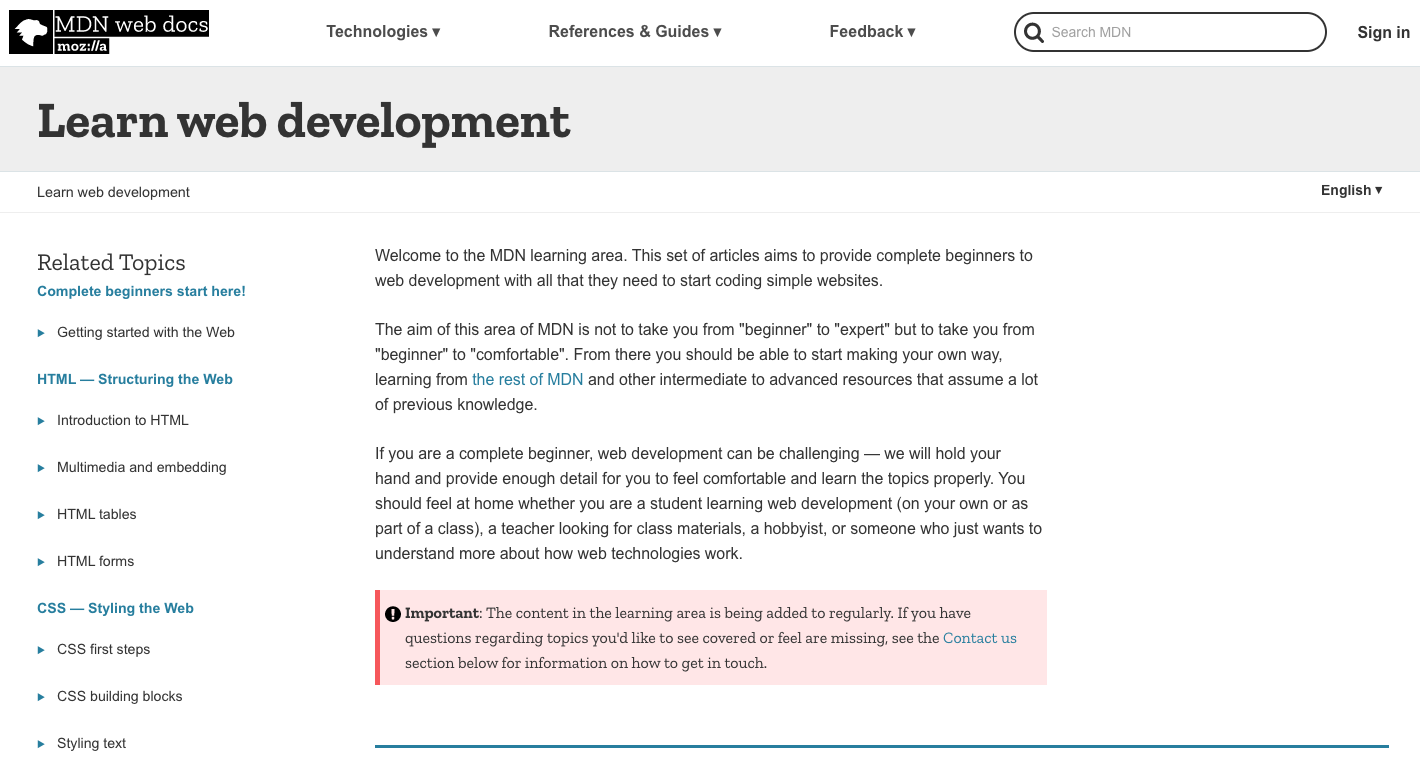 MDN web docs
moz://a
Technologies ▾
References & Guides ▾
Feedback ▾
Search MDN
Sign in
Learn web development
Learn web development
English ▾
Related Topics
Complete beginners start here!
Getting started with the Web
HTML — Structuring the Web
Introduction to HTML
Multimedia and embedding
HTML tables
HTML forms
CSS — Styling the Web
CSS first steps
CSS building blocks
Styling text
Welcome to the MDN learning area. This set of articles aims to provide complete beginners to
web development with all that they need to start coding simple websites.
The aim of this area of MDN is not to take you from "beginner" to "expert" but to take you from
"beginner" to "comfortable". From there you should be able to start making your own way,
learning from the rest of MDN and other intermediate to advanced resources that assume a lot
of previous knowledge.
If you are a complete beginner, web development can be challenging — we will hold your
hand and provide enough detail for you to feel comfortable and learn the topics properly. You
should feel at home whether you are a student learning web development (on your own or as
part of a class), a teacher looking for class materials, a hobbyist, or someone who just wants to
understand more about how web technologies work.
Important: The content in the learning area is being added to regularly. If you have
questions regarding topics you'd like to see covered or feel are missing, see the Contact us
section below for information on how to get in touch.